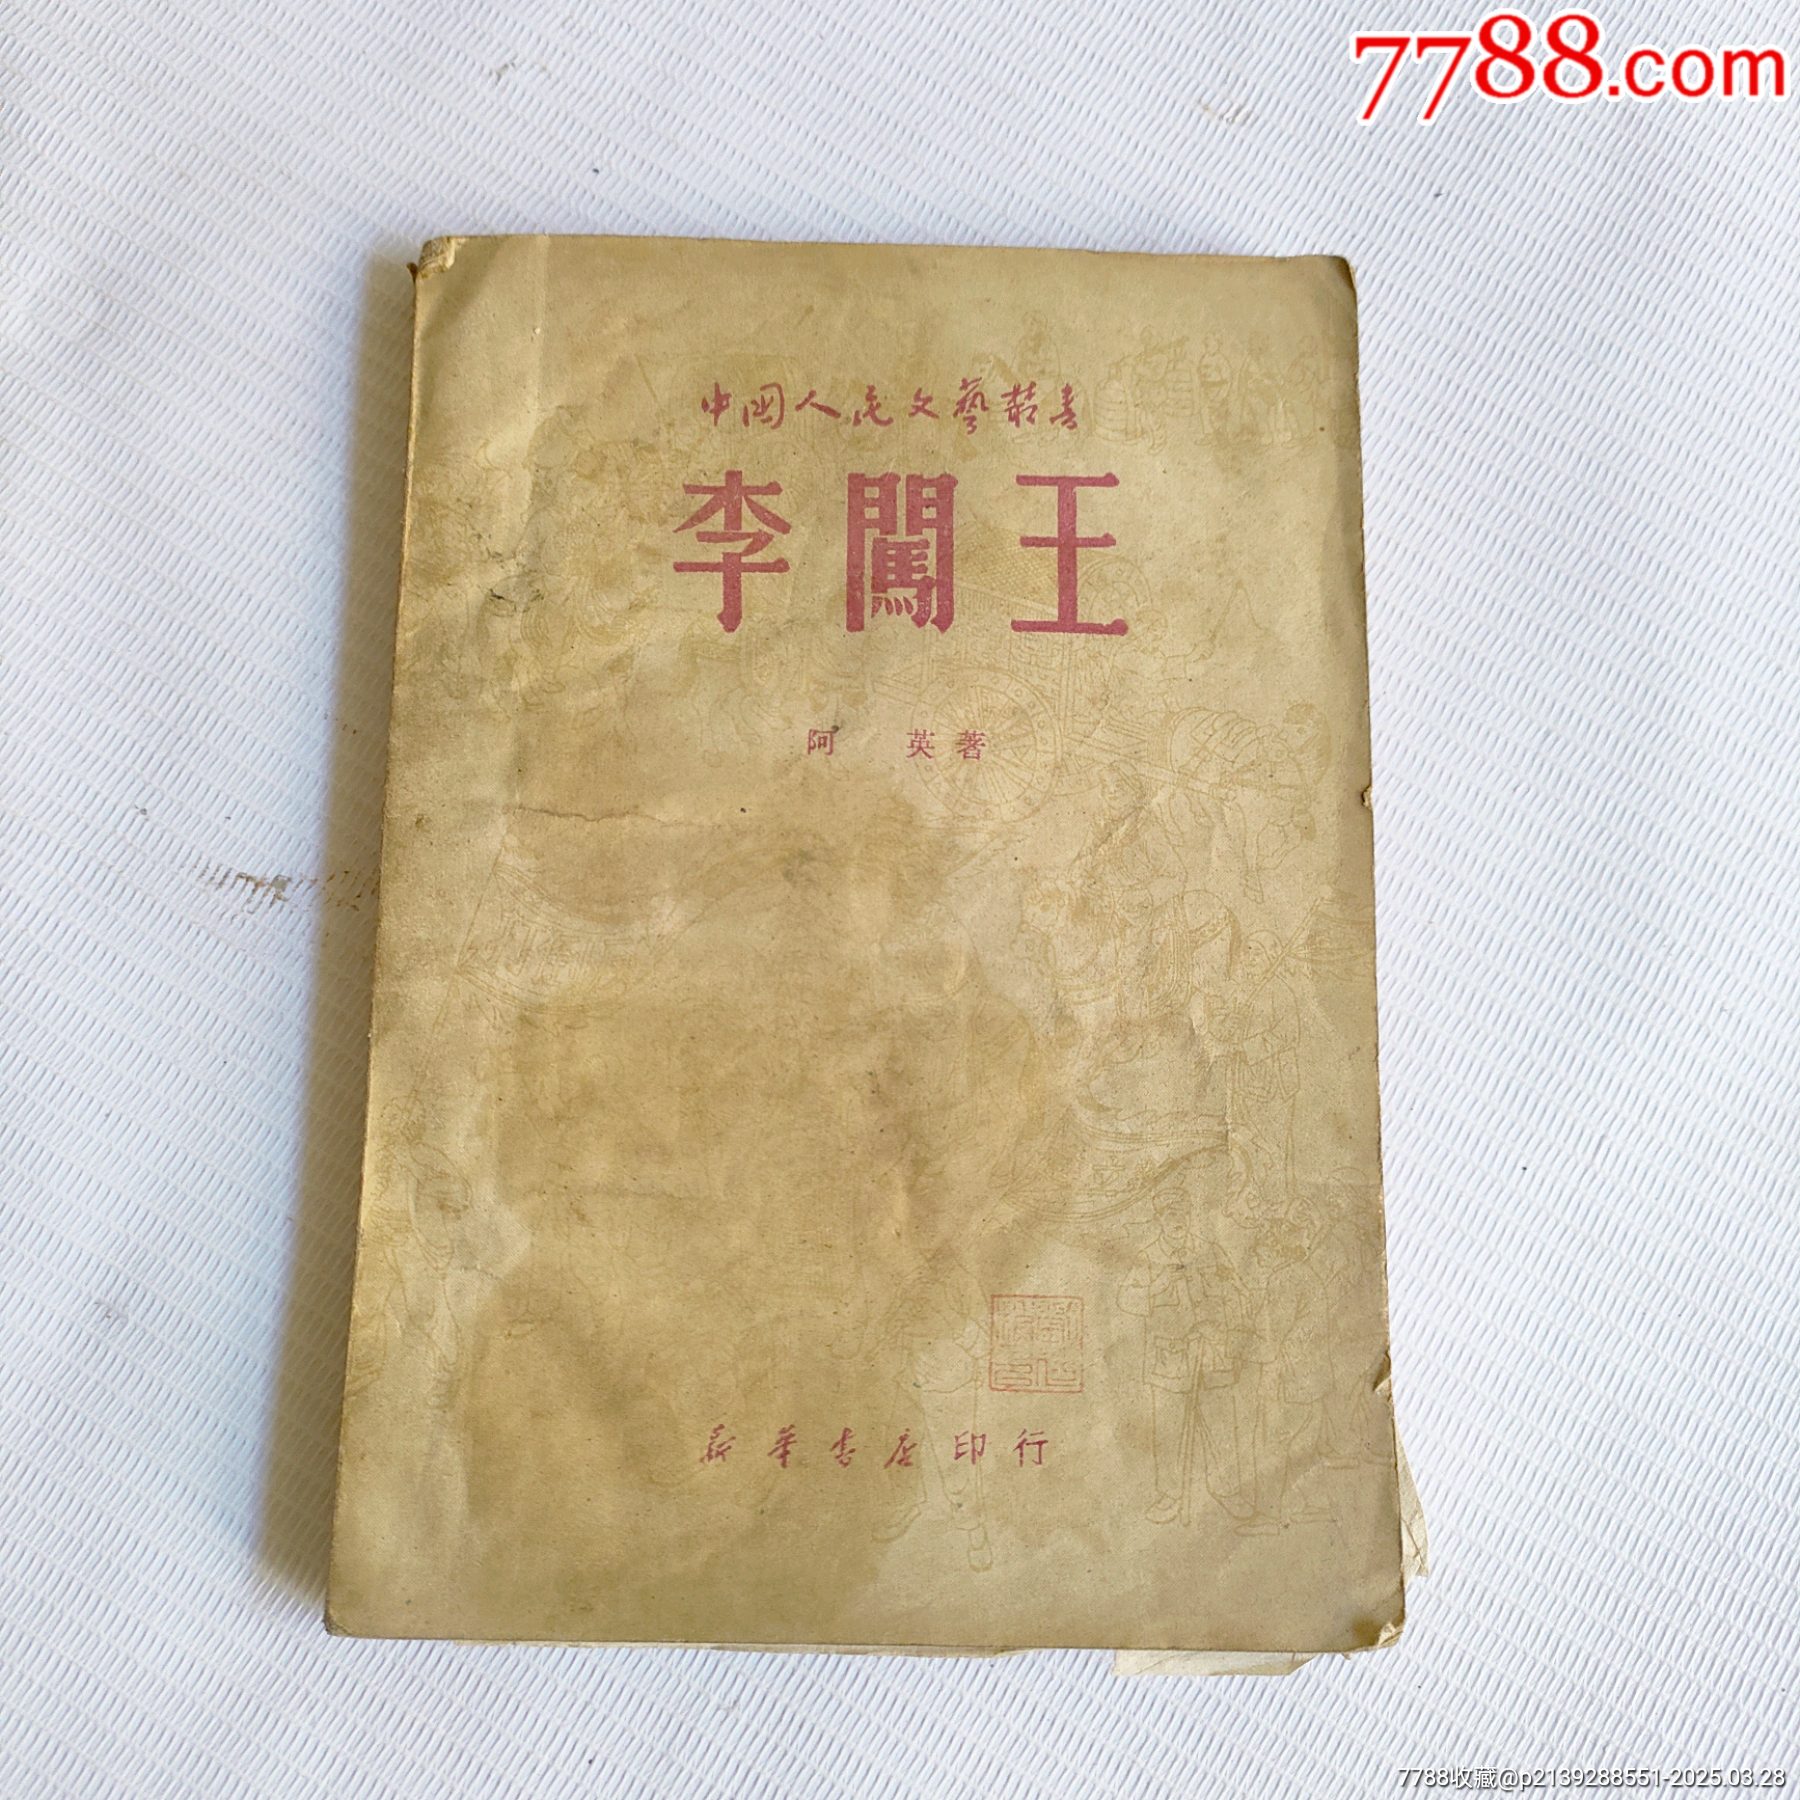 7788.com
中國人民文藝叢書
李闖王
阿英著
新華書店印行
7788收藏@p2139288551-2025.03.28